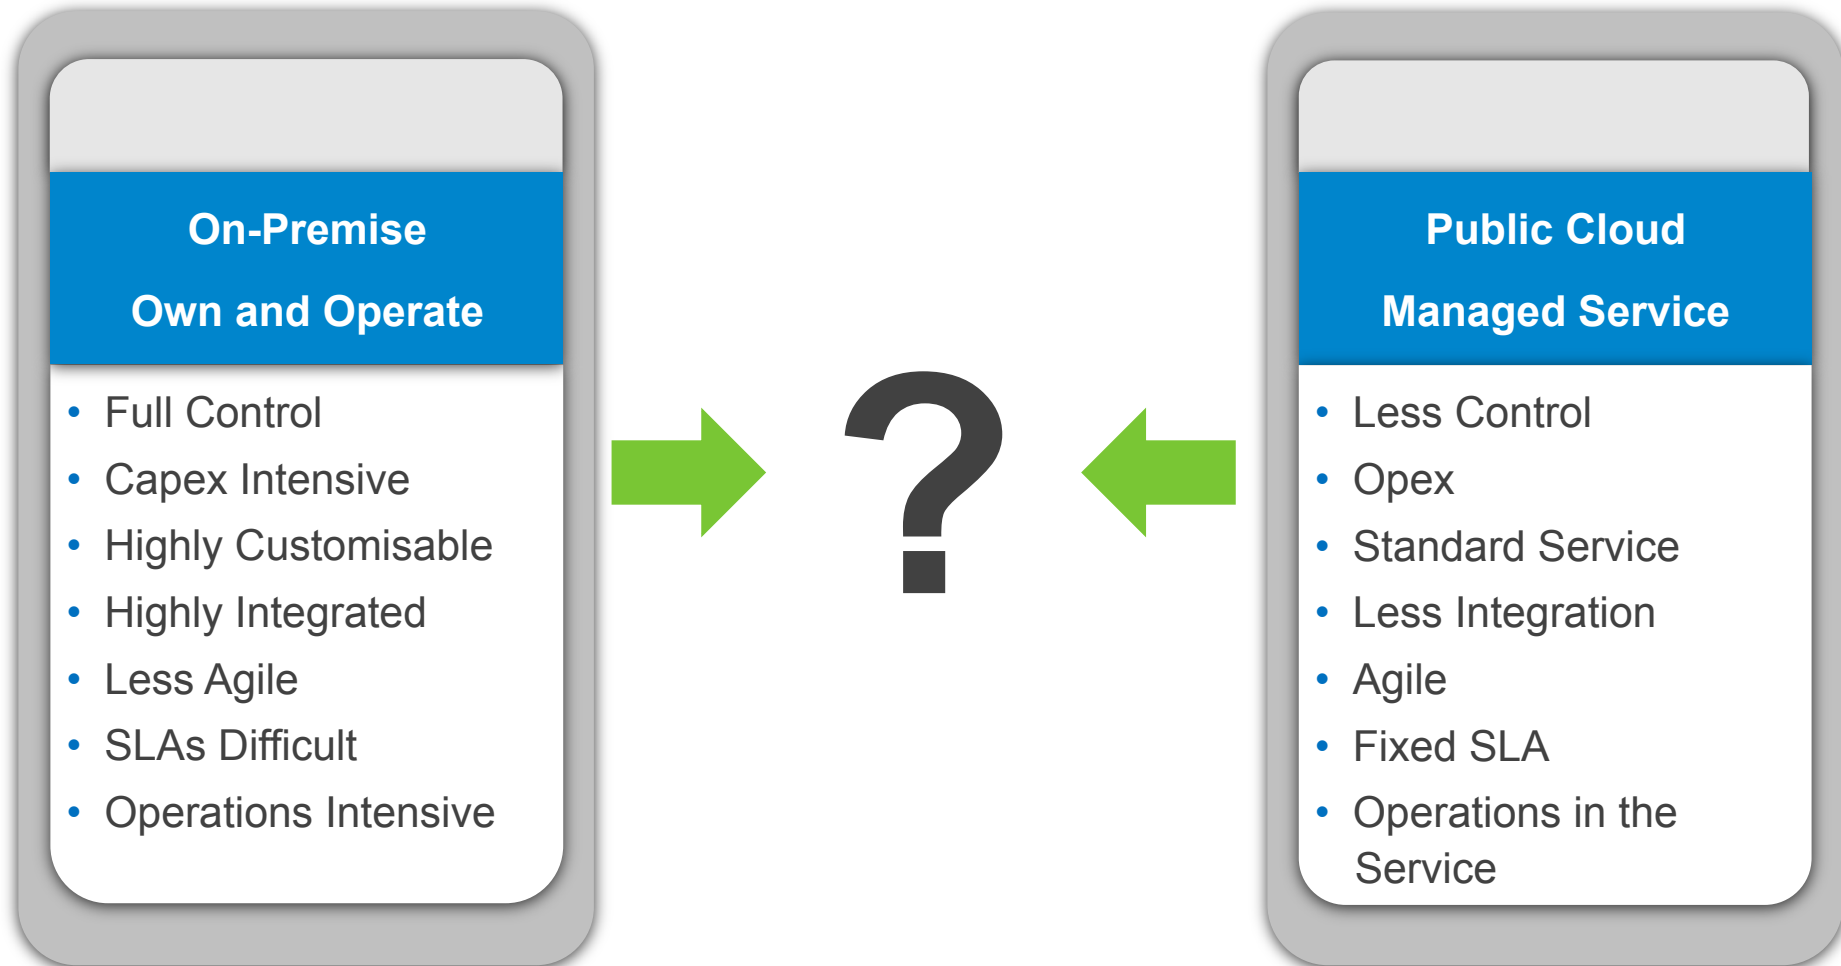 On-Premise
Own and Operate
• Full Control
• Capex Intensive
• Highly Customisable
• Highly Integrated
• Less Agile
• SLAs Difficult
• Operations Intensive
?
Public Cloud
Managed Service
• Less Control
• Opex
• Standard Service
• Less Integration
• Agile
• Fixed SLA
• Operations in the
Service